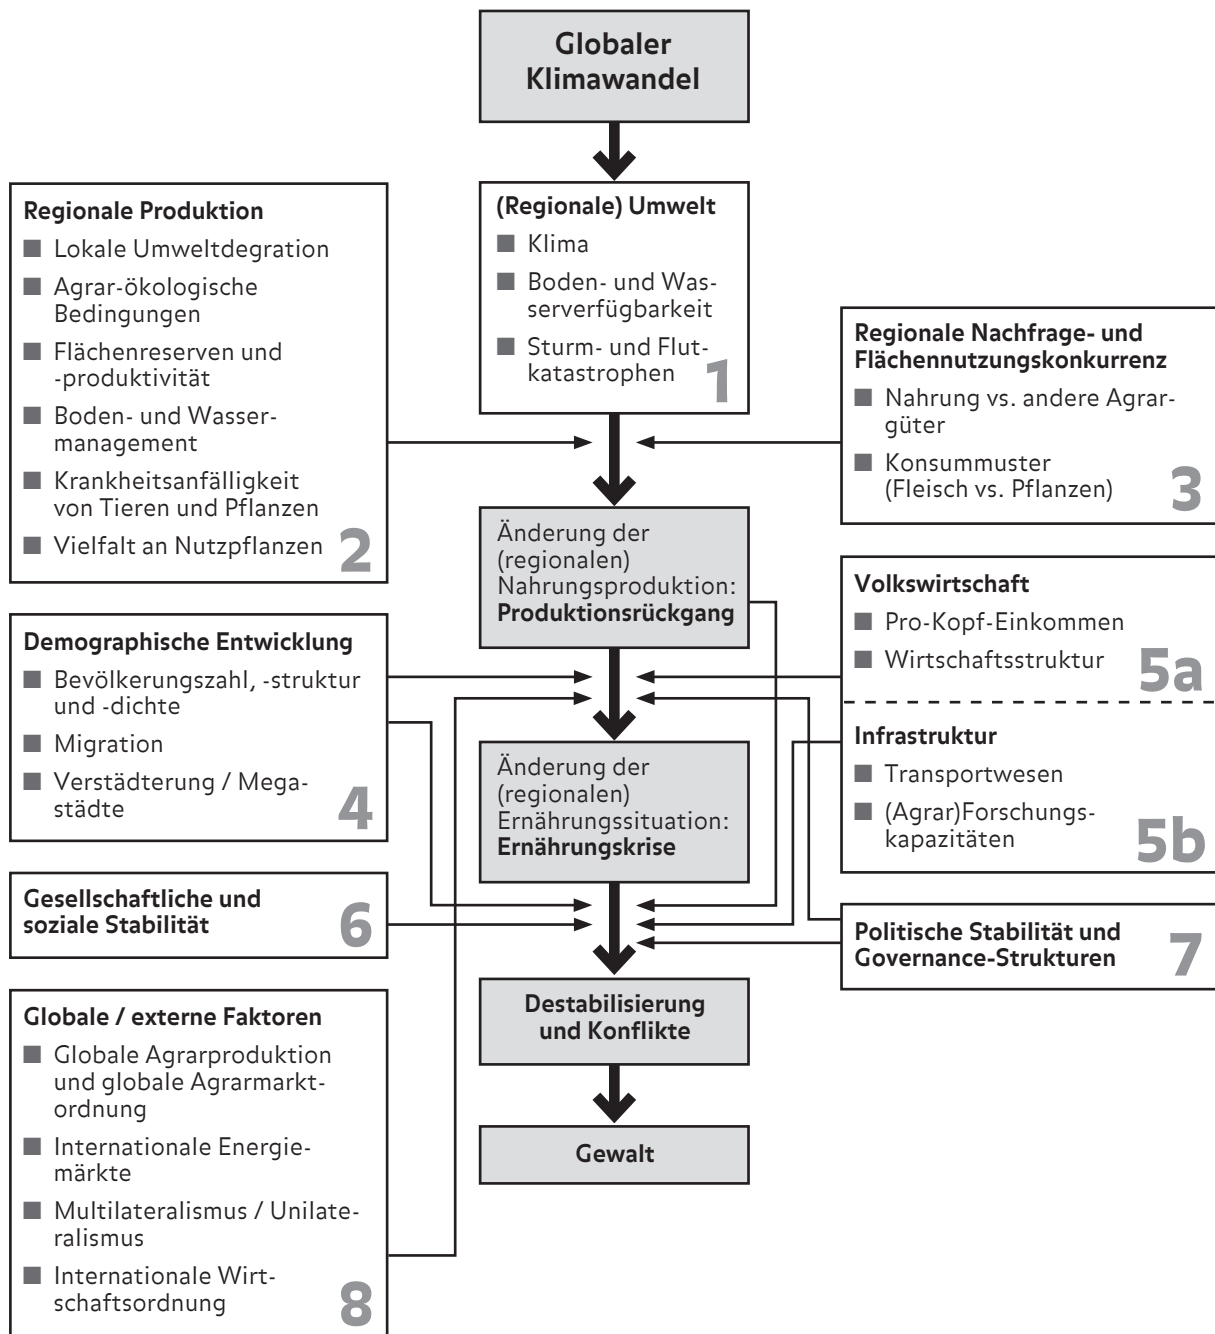 Globaler
Klimawandel
(Regionale) Umwelt
■ Klima
■ Boden- und Was-
serverfügbarkeit
■ Sturm- und Flut-
katastrophen
1
Regionale Produktion
■ Lokale Umweltdegration
■ Agrar-ökologische
Bedingungen
■ Flächenreserven und
-produktivität
■ Boden- und Wasser-
management
■ Krankheitsanfälligkeit
von Tieren und Pflanzen
■ Vielfalt an Nutzpflanzen
2
Regionale Nachfrage- und
Flächennutzungskonkurrenz
■ Nahrung vs. andere Agrar-
güter
■ Konsummuster
(Fleisch vs. Pflanzen)
3
Änderung der
(regionalen)
Nahrungsproduktion:
Produktionsrückgang
Demographische Entwicklung
■ Bevölkerungszahl, -struktur
und -dichte
■ Migration
■ Verstädterung / Mega-
städte
4
Volkswirtschaft
■ Pro-Kopf-Einkommen
■ Wirtschaftsstruktur
5a
Infrastruktur
■ Transportwesen
■ (Agrar)Forschungs-
kapazitäten
5b
Änderung der
(regionalen)
Ernährungssituation:
Ernährungskrise
Gesellschaftliche und
soziale Stabilität
6
Politische Stabilität und
Governance-Strukturen
7
Globale / externe Faktoren
■ Globale Agrarproduktion
und globale Agrarmarkt-
ordnung
■ Internationale Energie-
märkte
■ Multilateralismus / Unilate-
ralismus
■ Internationale Wirt-
schaftsordnung
8
Destabilisierung
und Konflikte
Gewalt